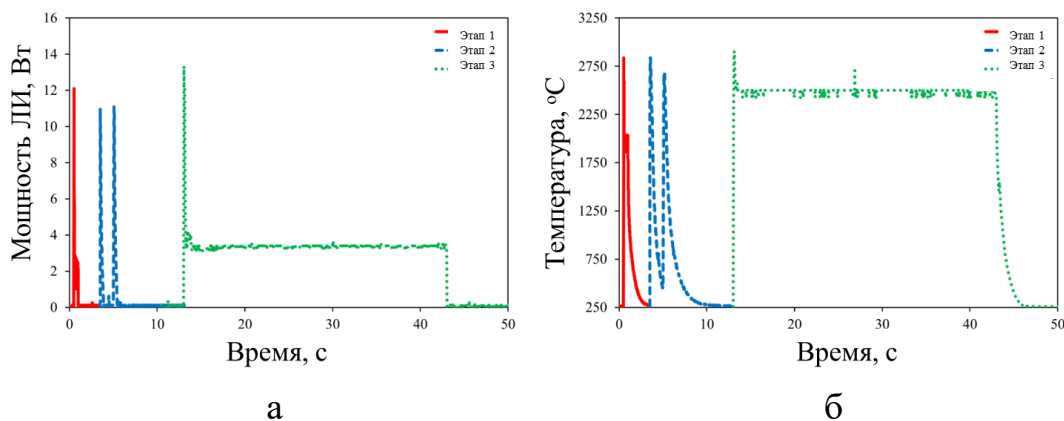 16
14
12
10
8
6
4
2
0
Мощность ЛИ, Вт
Этап 1
Этап 2
Этап 3
0 10 20 30 40 50
Время, с
а
3250
2750
2250
1750
1250
750
250
Температура, °С
Этап 1
Этап 2
Этап 3
0 10 20 30 40 50
Время, с
б